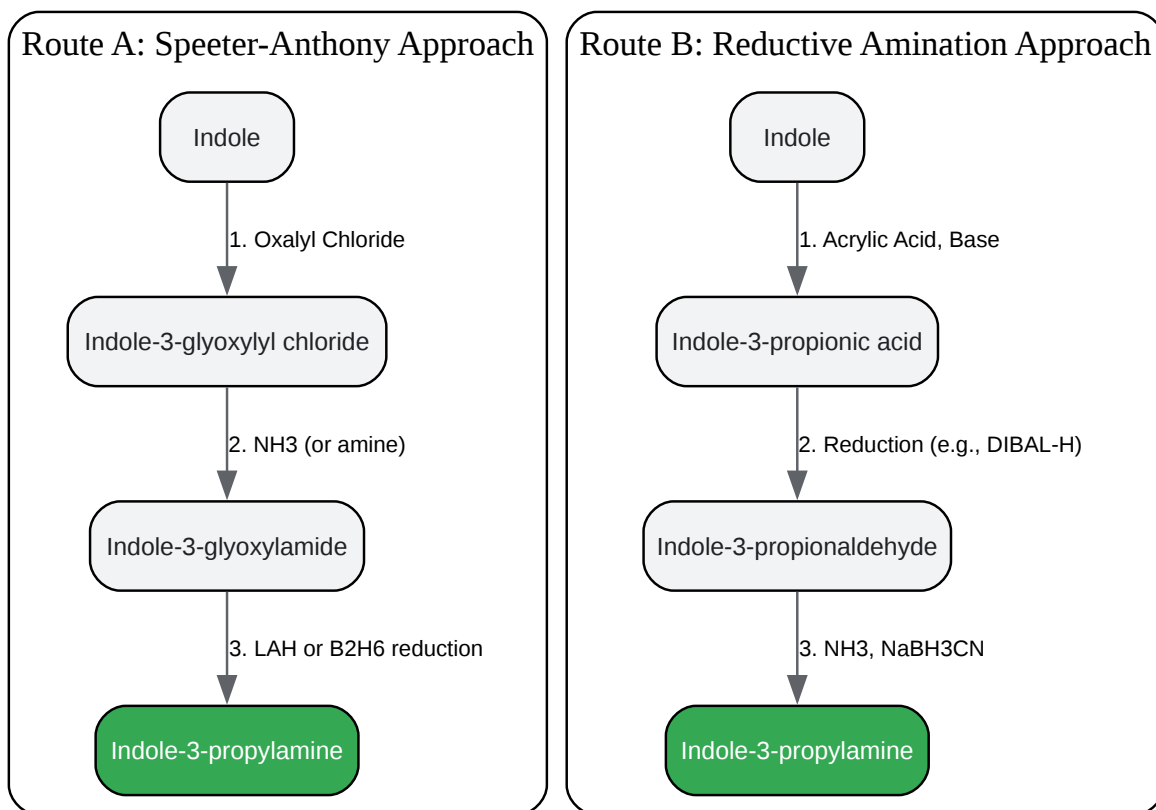 Route A: Speeter-Anthony Approach
Indole
1. Oxalyl Chloride
Indole-3-glyoxylyl chloride
2. NH3 (or amine)
Indole-3-glyoxylamide
3. LAH or B2H6 reduction
Indole-3-propylamine
Route B: Reductive Amination Approach
Indole
1. Acrylic Acid, Base
Indole-3-propionic acid
2. Reduction (e.g., DIBAL-H)
Indole-3-propionaldehyde
3. NH3, NaBH3CN
Indole-3-propylamine